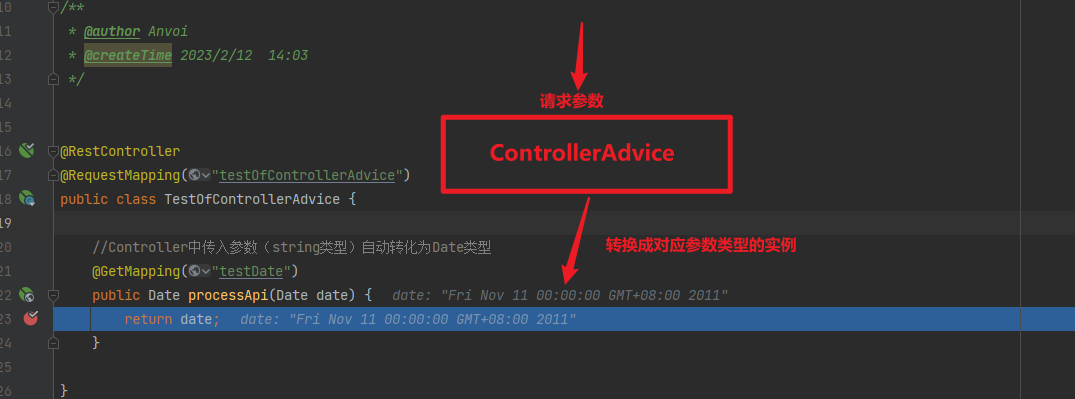 10 /**
11 * @author Anvoi
12 * @createTime 2023/2/12 14:03
13 */
14
请求参数
15
16 @RestController
ControllerAdvice
17 @RequestMapping("testOfControllerAdvice")
18 public class TestOfControllerAdvice {
19
20 //Controller中传入参数（string类型）自动转化为Date类型
转换成对应参数类型的实例
21 @GetMapping("testDate")
22 public Date processApi(Date date) { date: "Fri Nov 11 00:00:00 GMT+08:00 2011"
23 return date; date: "Fri Nov 11 00:00:00 GMT+08:00 2011"
24 }
25
26 }